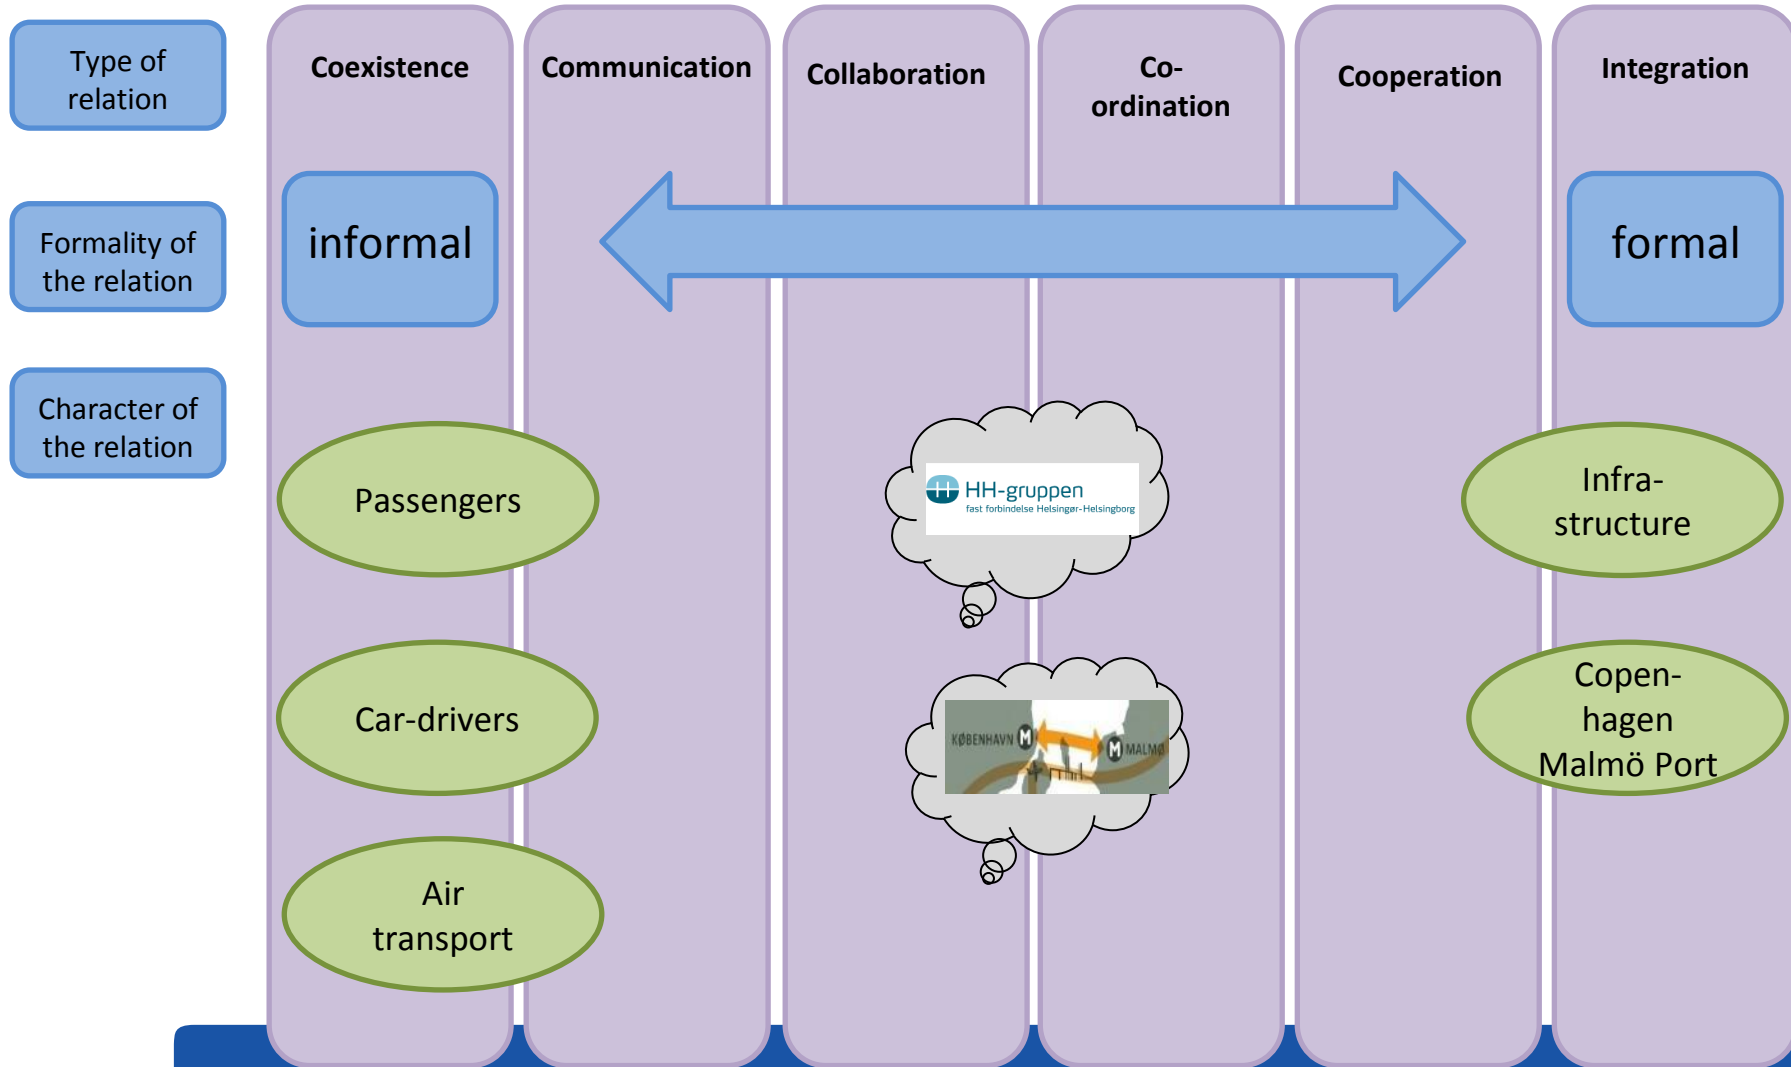 Type of
relation
Coexistence
Communication
Collaboration
Co-
ordination
Cooperation
Integration
Formality of
the relation
informal
formal
Character of
the relation
Passengers
HH-gruppen
fast forbindelse Helsingør-Helsingborg
Infra-
structure
Car-drivers
KØBENHAVN M
M MALMØ
Copen-
hagen
Malmö Port
Air
transport